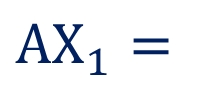 AX₁ =